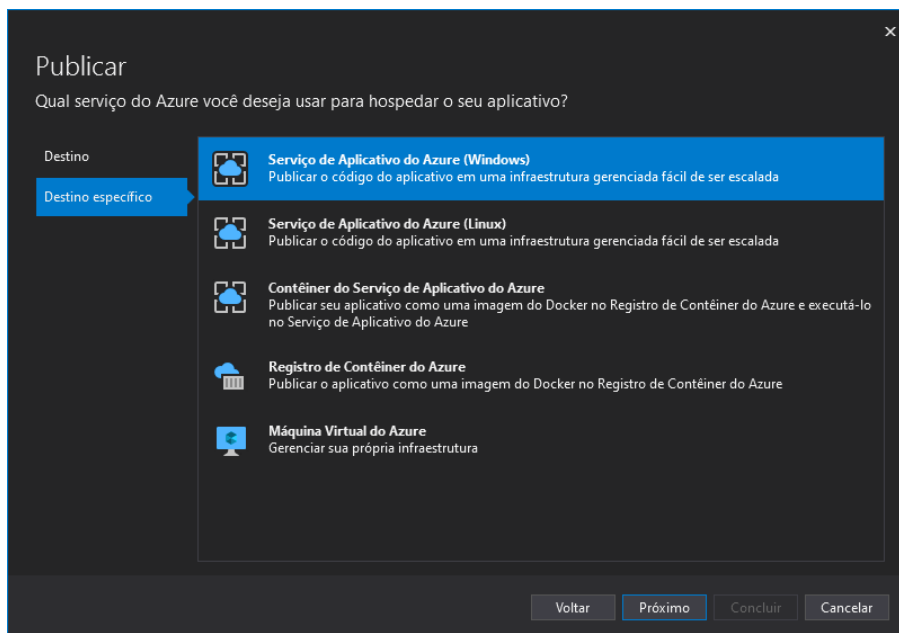 Publicar
Qual serviço do Azure você deseja usar para hospedar o seu aplicativo?
Destino
Destino específico
Serviço de Aplicativo do Azure (Windows)
Publicar o código do aplicativo em uma infraestrutura gerenciada fácil de ser escalada
Serviço de Aplicativo do Azure (Linux)
Publicar o código do aplicativo em uma infraestrutura gerenciada fácil de ser escalada
Contêiner do Serviço de Aplicativo do Azure
Publicar seu aplicativo como uma imagem do Docker no Registro de Contêiner do Azure e executá-lo
no Serviço de Aplicativo do Azure
Registro de Contêiner do Azure
Publicar o aplicativo como uma imagem do Docker no Registro de Contêiner do Azure
Máquina Virtual do Azure
Gerenciar sua própria infraestrutura
Voltar
Próximo
Concluir
Cancelar